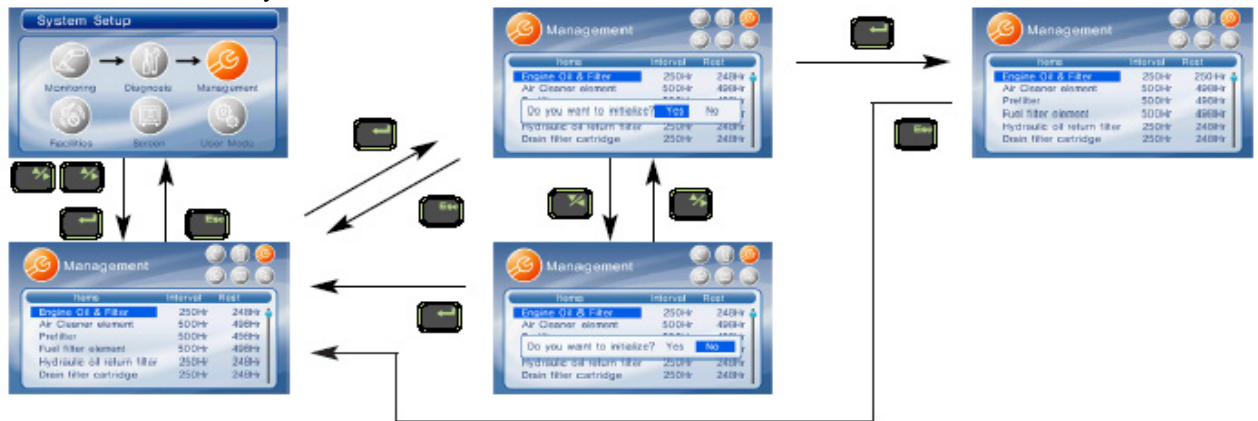 System Setup
Monitoring Diagnosis Management
Facilities Screen User Mode
Management
Items Interval Rest
Engine Oil & Filter 250Hr 248Hr
Air Cleaner element 500Hr 498Hr
Do you want to initialize? Yes No
Hydraulic oil return filter 250Hr 248Hr
Drain filter cartridge 250Hr 248Hr
Management
Items Interval Rest
Engine Oil & Filter 250Hr 250Hr
Air Cleaner element 500Hr 498Hr
Prefilter 500Hr 498Hr
Fuel filter element 500Hr 498Hr
Hydraulic oil return filter 250Hr 248Hr
Drain filter cartridge 250Hr 248Hr
Esc
Esc
Esc
Management
Items Interval Rest
Engine Oil & Filter 250Hr 248Hr
Air Cleaner element 500Hr 498Hr
Prefilter 500Hr 498Hr
Fuel filter element 500Hr 498Hr
Hydraulic oil return filter 250Hr 248Hr
Drain filter cartridge 250Hr 248Hr
Management
Items Interval Rest
Engine Oil & Filter 250Hr 248Hr
Air Cleaner element 500Hr 498Hr
Do you want to initialize? Yes No
Hydraulic oil return filter 250Hr 248Hr
Drain filter cartridge 250Hr 248Hr